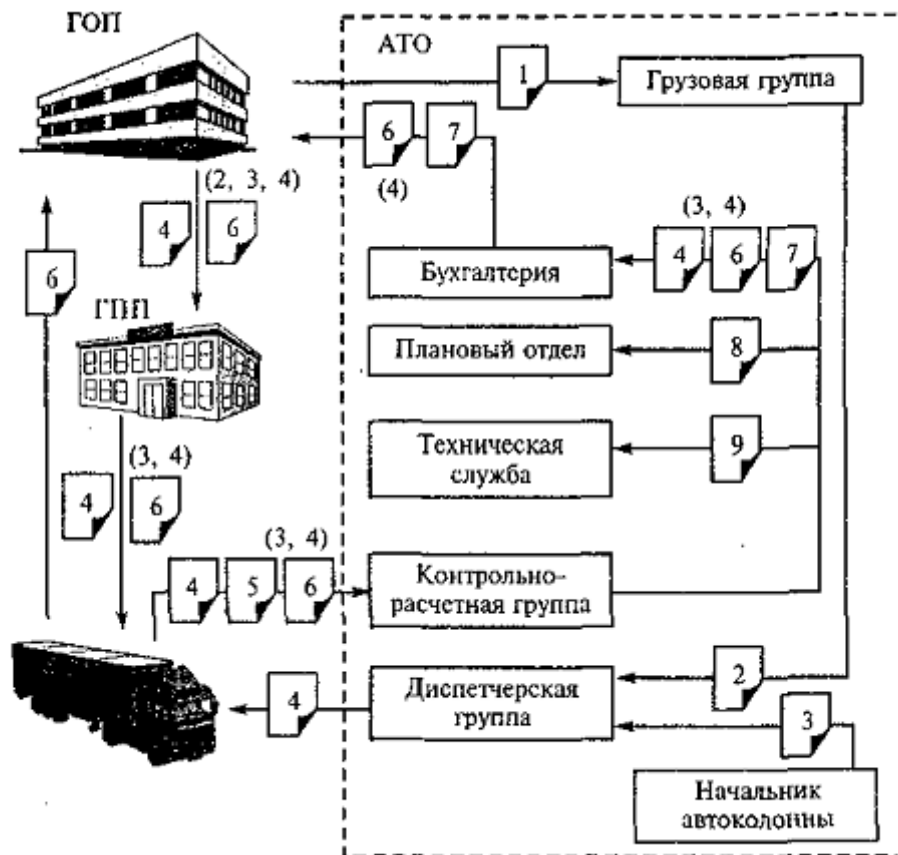 ГОП
АТО
1
Грузовая группа
6
7
(4)
(2, 3, 4)
4
6
(3, 4)
4
6
7
Бухгалтерия
6
ГПП
Плановый отдел
8
Техническая
служба
9
(3, 4)
4
6
(3, 4)
4
5
6
Контрольно-
расчетная группа
4
Диспетчерская
группа
2
3
Начальник
автоколонны